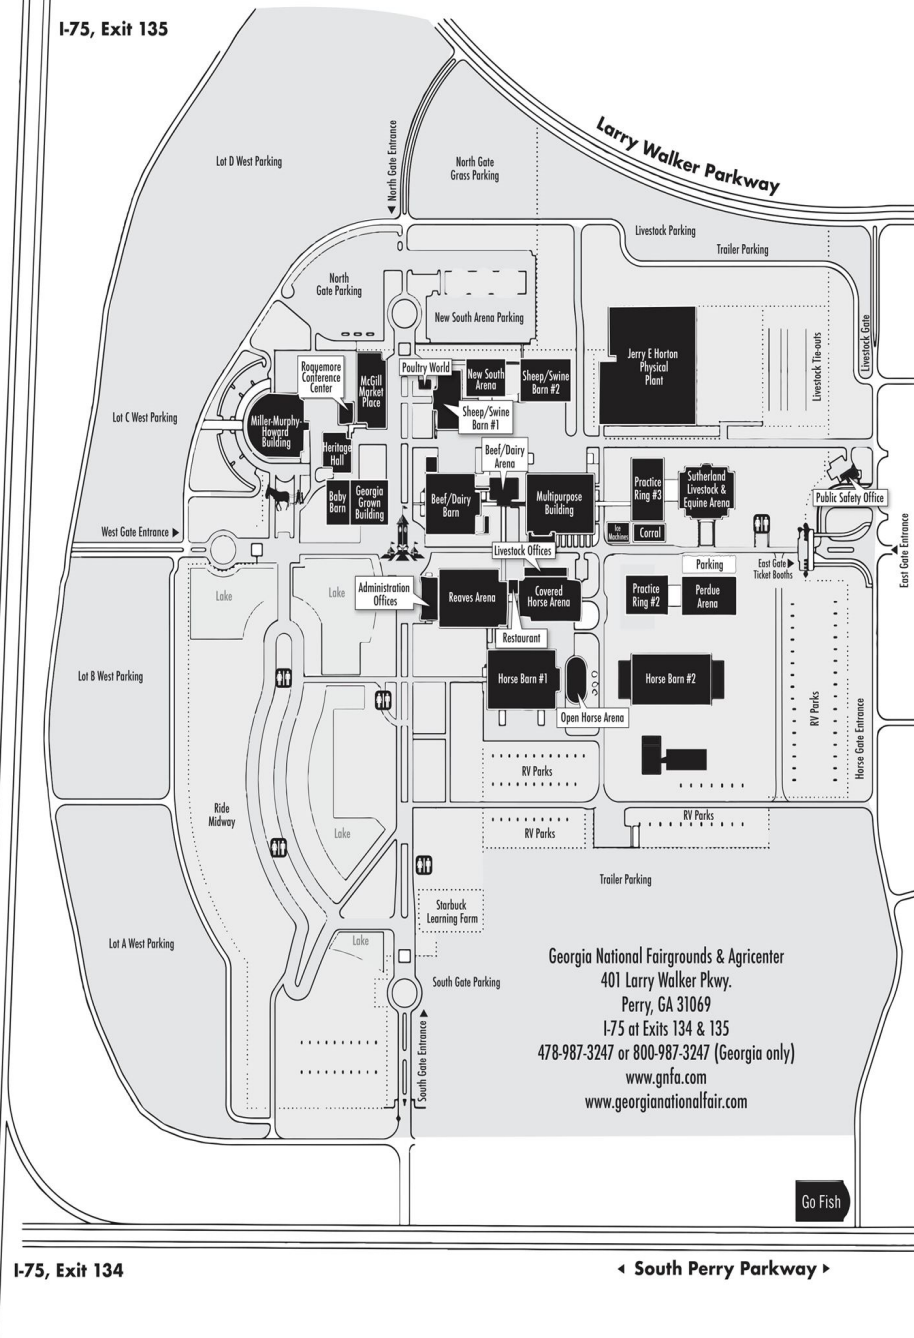 I-75, Exit 135
Larry Walker Parkway
Lot D West Parking
North Gate Entrance
North Gate
Grass Parking
Livestock Parking
Trailer Parking
North
Gate Parking
New South Arena Parking
Livestock Gate
Livestock Tie-outs
Jerry E Horton
Physical
Plant
Roquemore
Conference
Center
McGill
Market
Place
Poultry World
New South
Arena
Sheep/Swine
Barn #2
Sheep/Swine
Barn #1
Lot C West Parking
Miller-Murphy-
Howard
Building
Heritage
Hall
Beef/Dairy
Arena
Baby
Barn
Georgia
Grown
Building
Beef/Dairy
Barn
Multipurpose
Building
Practice
Ring #3
Sutherland
Livestock &
Equine Arena
Public Safety Office
Ice
Machines
Corral
West Gate Entrance
Livestock Offices
Parking
East Gate
Ticket Booths
East Gate Entrance
Lake
Lake
Administration
Offices
Reaves Arena
Covered
Horse Arena
Practice
Ring #2
Perdue
Arena
Restaurant
Lot B West Parking
Horse Barn #1
Horse Barn #2
Open Horse Arena
RV Parks
Horse Gate Entrance
RV Parks
Ride
Midway
Lake
RV Parks
RV Parks
Trailer Parking
Starbuck
Learning Farm
Lot A West Parking
Lake
South Gate Parking
South Gate Entrance
Georgia National Fairgrounds & Agricenter
401 Larry Walker Pkwy.
Perry, GA 31069
I-75 at Exits 134 & 135
478-987-3247 or 800-987-3247 (Georgia only)
www.gnfa.com
www.georgianationalfair.com
Go Fish
I-75, Exit 134
South Perry Parkway